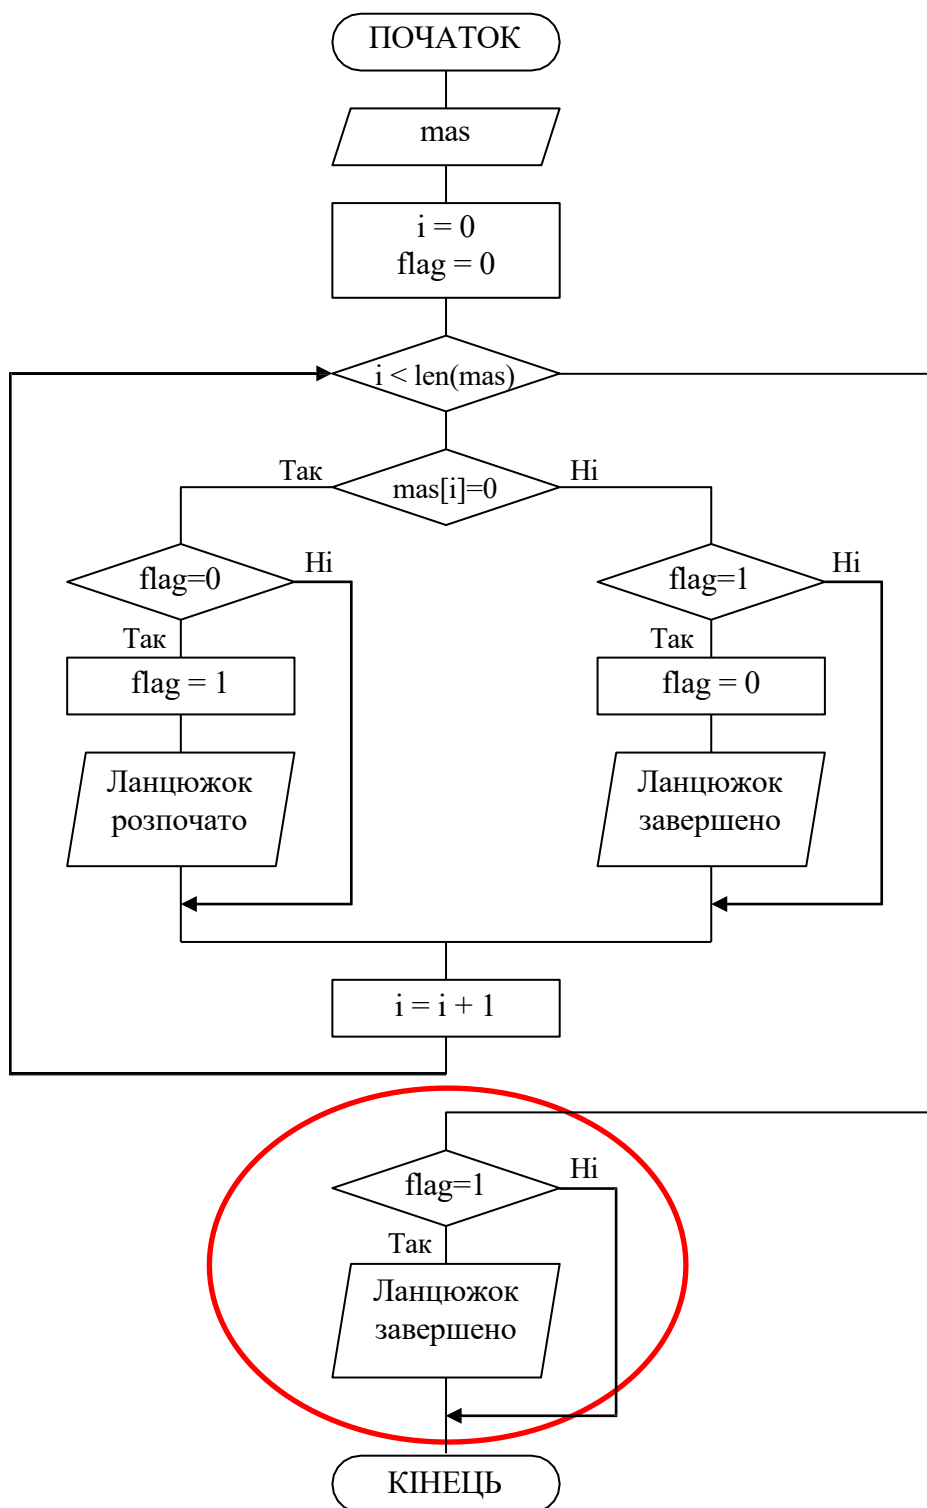 ПОЧАТОК
mas
i = 0
flag = 0
i < len(mas)
Так
Ні
mas[i]=0
flag=0
Ні
flag=1
Ні
Так
Так
flag = 1
flag = 0
Ланцюжок
розпочато
Ланцюжок
завершено
i = i + 1
flag=1
Ні
Так
Ланцюжок
завершено
КІНЕЦЬ